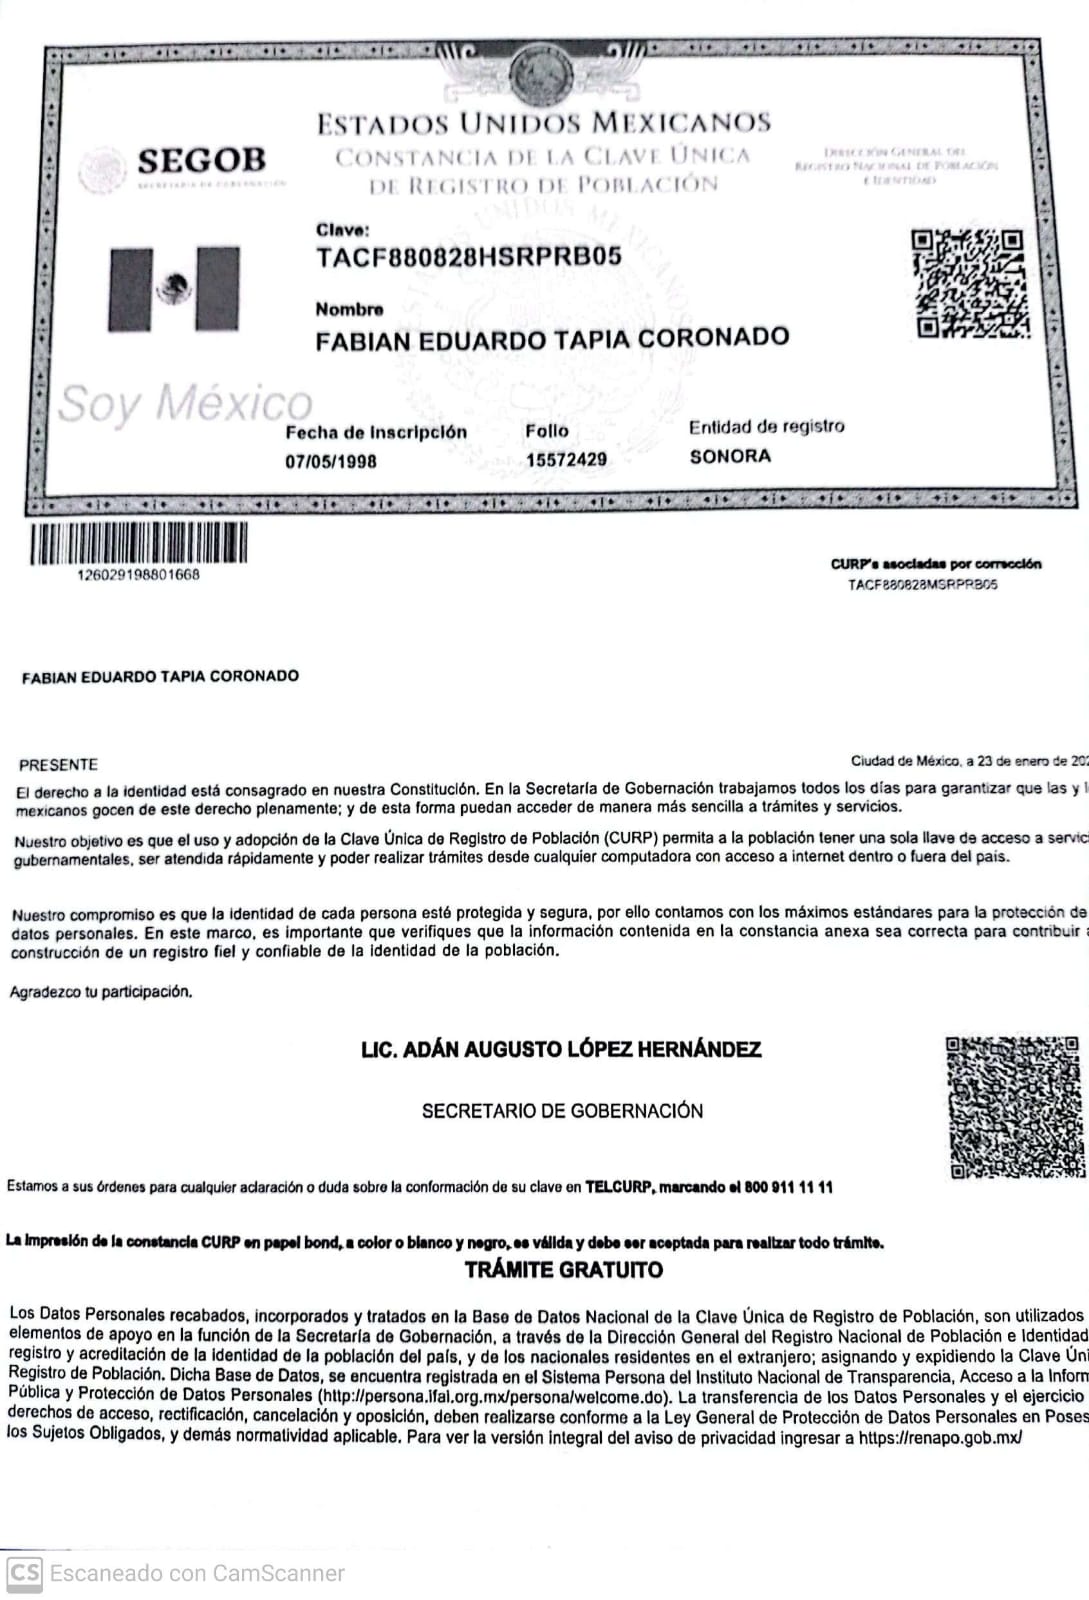 ESTADOS UNIDOS MEXICANOS
CONSTANCIA DE LA CLAVE ÚNICA
DE REGISTRO DE POBLACIÓN
SEGOB
SECRETARÍA DE GOBERNACIÓN
DIRECCIÓN GENERAL DEL
REGISTRO NACIONAL DE POBLACIÓN
E IDENTIDAD
Clave:
TACF880828HSRPRB05
Nombre
FABIAN EDUARDO TAPIA CORONADO
Soy México
Fecha de Inscripción
Folio
Entidad de registro
07/05/1998
15572429
SONORA
126029198801668
CURP's asociadas por corrección
TACF880828MSRPRB05
FABIAN EDUARDO TAPIA CORONADO
PRESENTE
Ciudad de México, a 23 de enero de 202
El derecho a la identidad está consagrado en nuestra Constitución. En la Secretaría de Gobernación trabajamos todos los días para garantizar que las y l
mexicanos gocen de este derecho plenamente; y de esta forma puedan acceder de manera más sencilla a trámites y servicios.
Nuestro objetivo es que el uso y adopción de la Clave Única de Registro de Población (CURP) permita a la población tener una sola llave de acceso a servic
gubernamentales, ser atendida rápidamente y poder realizar trámites desde cualquier computadora con acceso a internet dentro o fuera del país.
Nuestro compromiso es que la identidad de cada persona esté protegida y segura, por ello contamos con los máximos estándares para la protección de
datos personales. En este marco, es importante que verifiques que la información contenida en la constancia anexa sea correcta para contribuir a
construcción de un registro fiel y confiable de la identidad de la población.
Agradezco tu participación.
LIC. ADÁN AUGUSTO LÓPEZ HERNÁNDEZ
SECRETARIO DE GOBERNACIÓN
Estamos a sus órdenes para cualquier aclaración o duda sobre la conformación de su clave en TELCURP, marcando el 800 911 11 11
La impresión de la constancia CURP en papel bond, a color o blanco y negro, es válida y debe ser aceptada para realizar todo trámite.
TRÁMITE GRATUITO
Los Datos Personales recabados, incorporados y tratados en la Base de Datos Nacional de la Clave Única de Registro de Población, son utilizados
elementos de apoyo en la función de la Secretaría de Gobernación, a través de la Dirección General del Registro Nacional de Población e Identidad
registro y acreditación de la identidad de la población del país, y de los nacionales residentes en el extranjero; asignando y expidiendo la Clave Úni
Registro de Población. Dicha Base de Datos, se encuentra registrada en el Sistema Persona del Instituto Nacional de Transparencia, Acceso a la Inform
Pública y Protección de Datos Personales (http://persona.ifai.org.mx/persona/welcome.do). La transferencia de los Datos Personales y el ejercicio
derechos de acceso, rectificación, cancelación y oposición, deben realizarse conforme a la Ley General de Protección de Datos Personales en Poses
los Sujetos Obligados, y demás normatividad aplicable. Para ver la versión integral del aviso de privacidad ingresar a https://renapo.gob.mx/
CS Escaneado con CamScanner